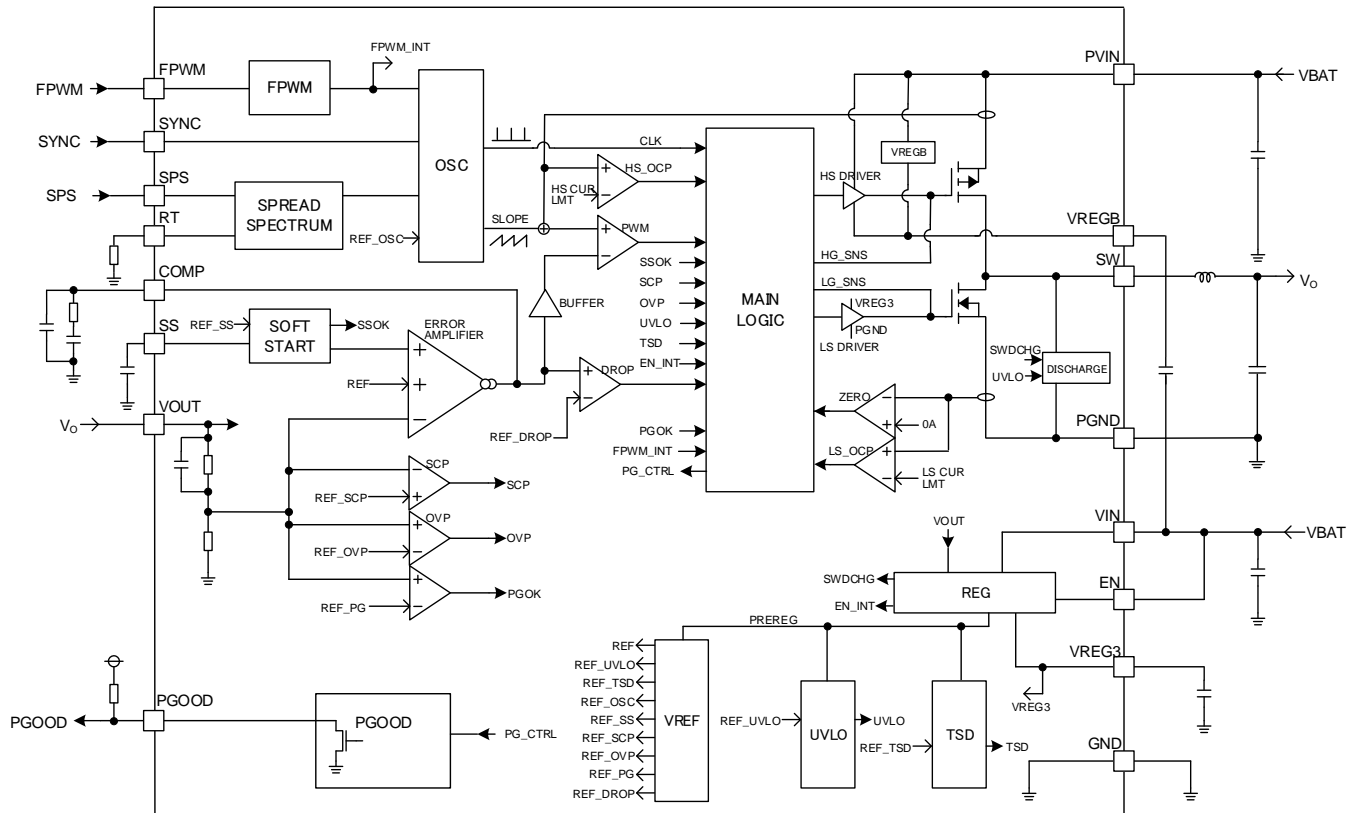 FPWM
FPWM
FPWM
FPWM_INT
SYNC
SYNC
SPS
SPS
SPREAD
SPECTRUM
RT
OSC
REF_OSC
CLK
SLOPE
HS_OCP
HS CUR
LMT
PWM
BUFFER
COMP
SS
REF_SS
SOFT
START
SSOK
ERROR
AMPLIFIER
REF
DROP
REF_DROP
VOUT
VO
SCP
REF_SCP
SCP
OVP
REF_OVP
OVP
REF_PG
PGOK
SSOK
SCP
OVP
UVLO
TSD
EN_INT
PGOK
FPWM_INT
PG_CTRL
MAIN
LOGIC
PVIN
VBAT
VREGB
HS DRIVER
VREGB
HG_SNS
SW
VO
LG_SNS
VREG3
PGND
LS DRIVER
SWDCHG
UVLO
DISCHARGE
PGND
ZERO
0A
LS_OCP
LS CUR
LMT
VOUT
VIN
VBAT
SWDCHG
EN_INT
REG
EN
PREREG
VREG3
VREG3
REF
REF_UVLO
REF_TSD
REF_OSC
REF_SS
REF_SCP
REF_OVP
REF_PG
REF_DROP
VREF
REF_UVLO
UVLO
UVLO
REF_TSD
TSD
TSD
GND
PGOOD
PGOOD
PGOOD
PG_CTRL